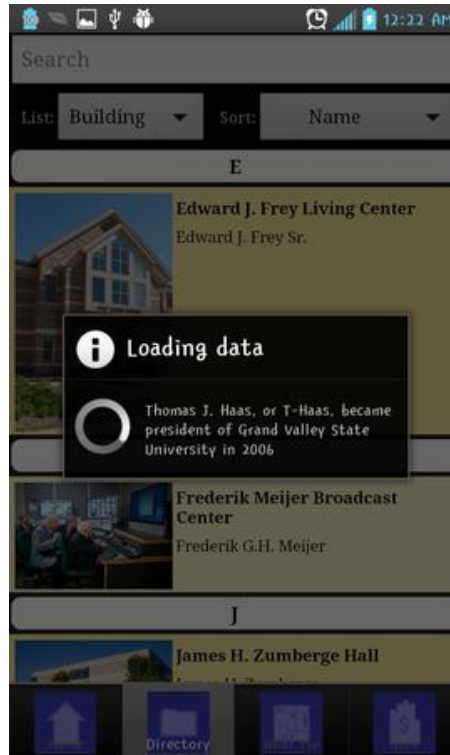 12:22 AM
Search
List:
Building
Sort:
Name
E
Edward J. Frey Living Center
Edward J. Frey Sr.
Loading data
Thomas J. Haas, or T-Haas, became
president of Grand Valley State
University in 2006
Frederik Meijer Broadcast
Center
Frederik G.H. Meijer
J
James H. Zumberge Hall
Directory